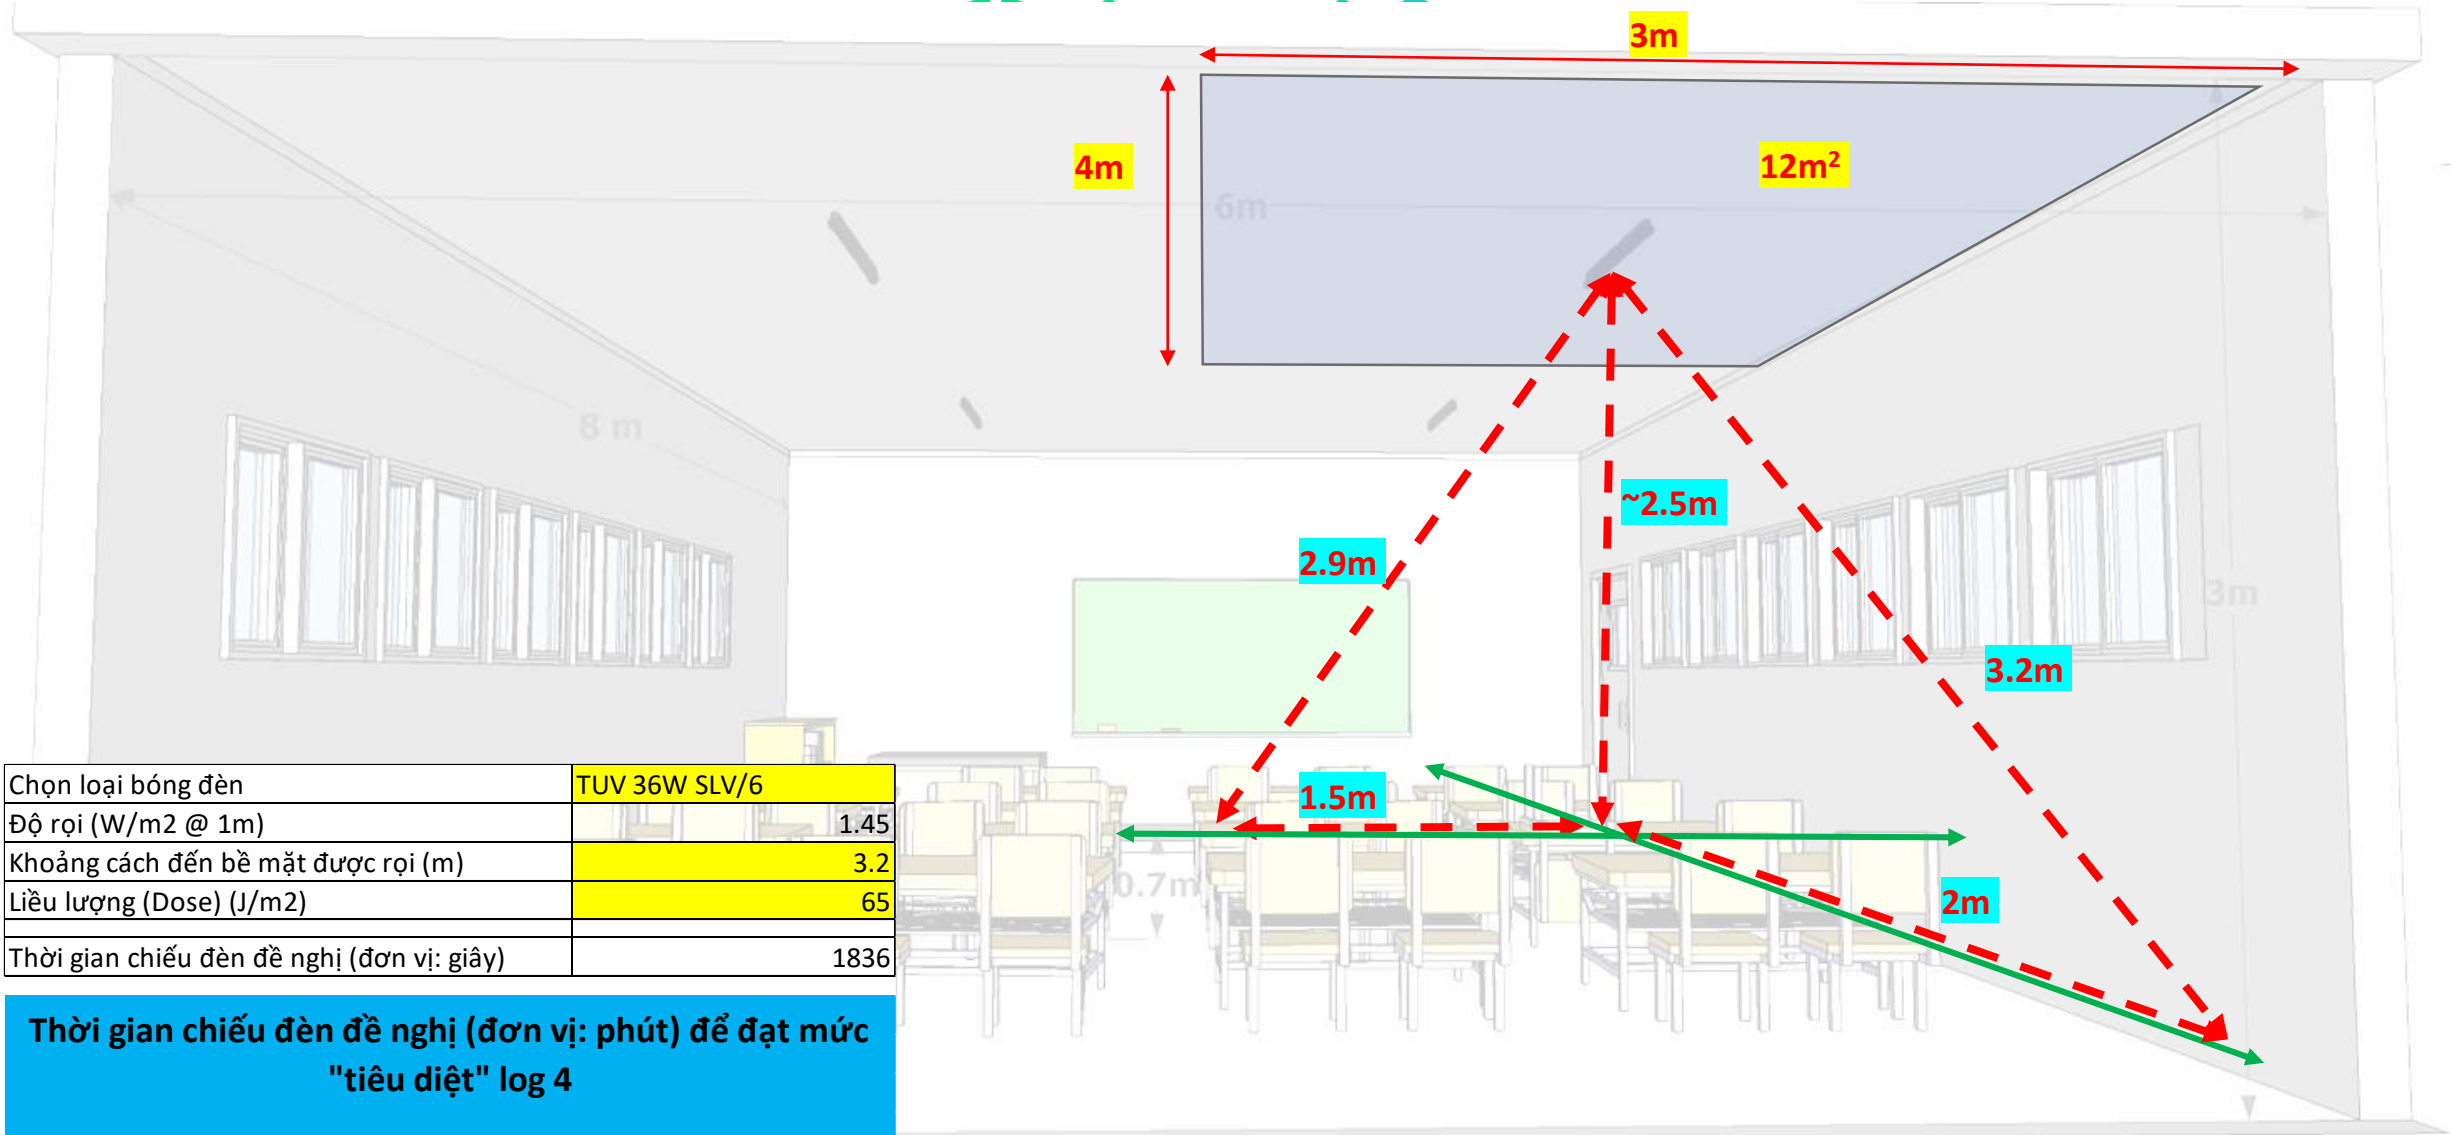 3m
4m
12m²
6m
8 m
~2.5m
2.9m
3m
3.2m
1.5m
0.7m
2m
Chọn loại bóng đèn TUV 36W SLV/6
Độ rọi (W/m2 @ 1m) 1.45
Khoảng cách đến bề mặt được rọi (m) 3.2
Liều lượng (Dose) (J/m2) 65
Thời gian chiếu đèn đề nghị (đơn vị: giây) 1836
Thời gian chiếu đèn đề nghị (đơn vị: phút) để đạt mức
"tiêu diệt" log 4